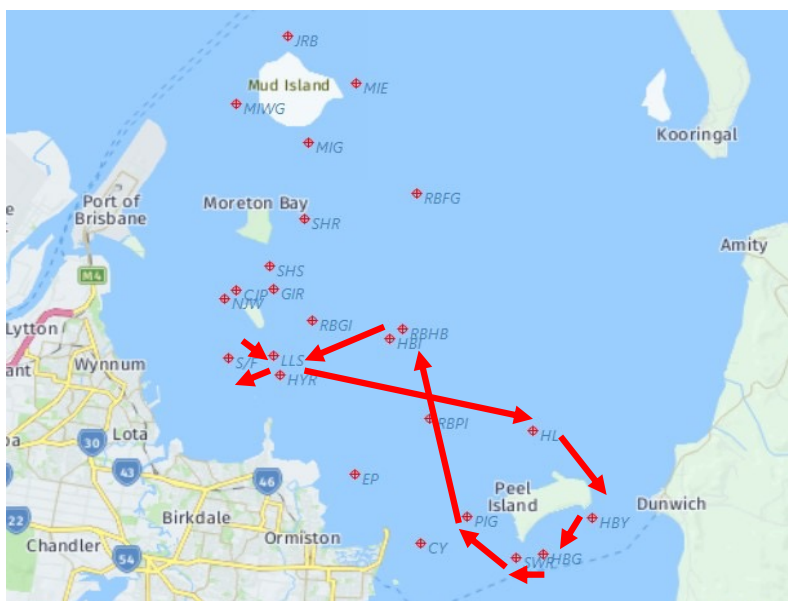 JRB
Mud Island
MIE
MIWG
MIG
Kooringal
Port of
Brisbane
Moreton Bay
RBFG
SHR
Amity
SHS
M4
CJP
GIR
NJW
RBGI
Lytton
RBHB
HBI
Wynnum
S/F
LLS
ant
HYR
RBPI
HL
30
Lota
ba
43
46
EP
Peel
Island
Dunwich
22
Birkdale
PIG
HBY
Ormiston
Chandler
CY
54
SWR
HBG